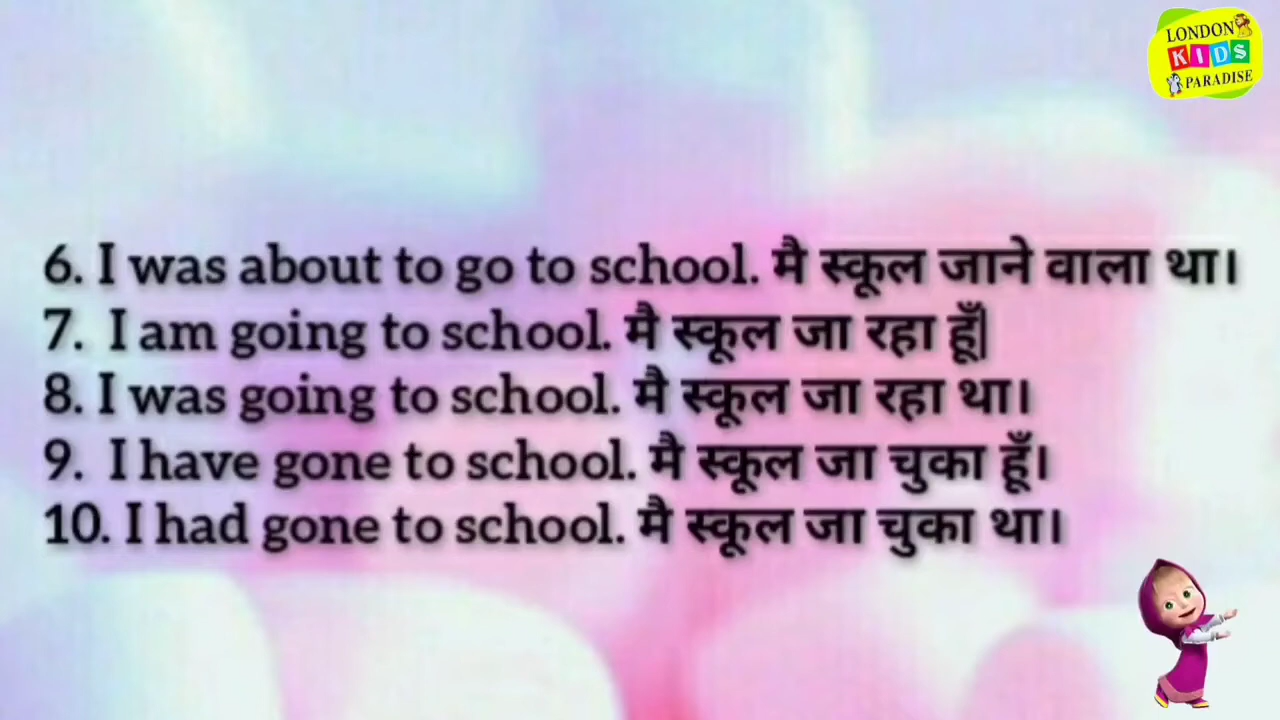 LONDON
KIDS
PARADISE
6. I was about to go to school. मै स्कूल जाने वाला था।
7. I am going to school. मै स्कूल जा रहा हूँ|
8. I was going to school. मै स्कूल जा रहा था।
9. I have gone to school. मै स्कूल जा चुका हूँ।
10. I had gone to school. मै स्कूल जा चुका था।